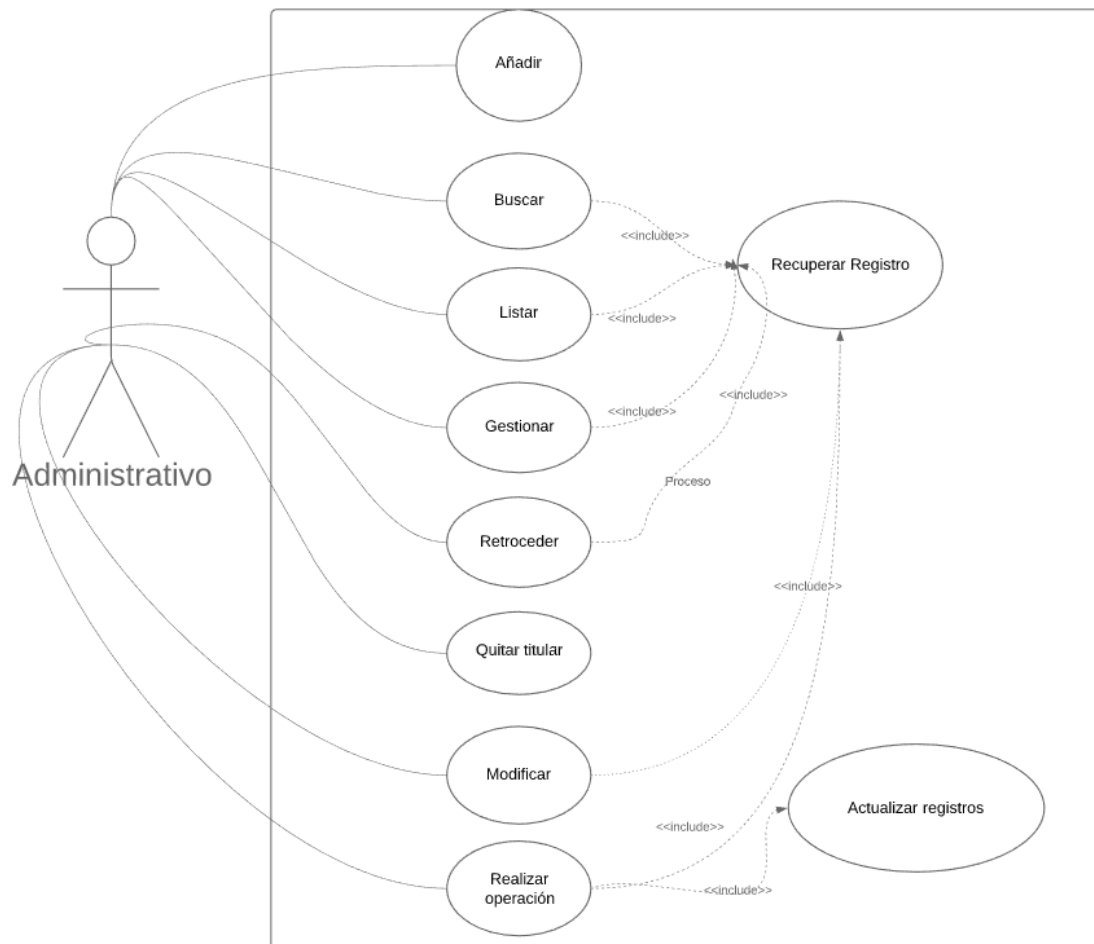 Añadir
Buscar
<<include>>
Recuperar Registro
Listar
<<include>>
<<include>>
Gestionar
<<include>>
Administrativo
Proceso
Retroceder
<<include>>
Quitar titular
Modificar
Actualizar registros
<<include>>
Realizar
operación
<<include>>